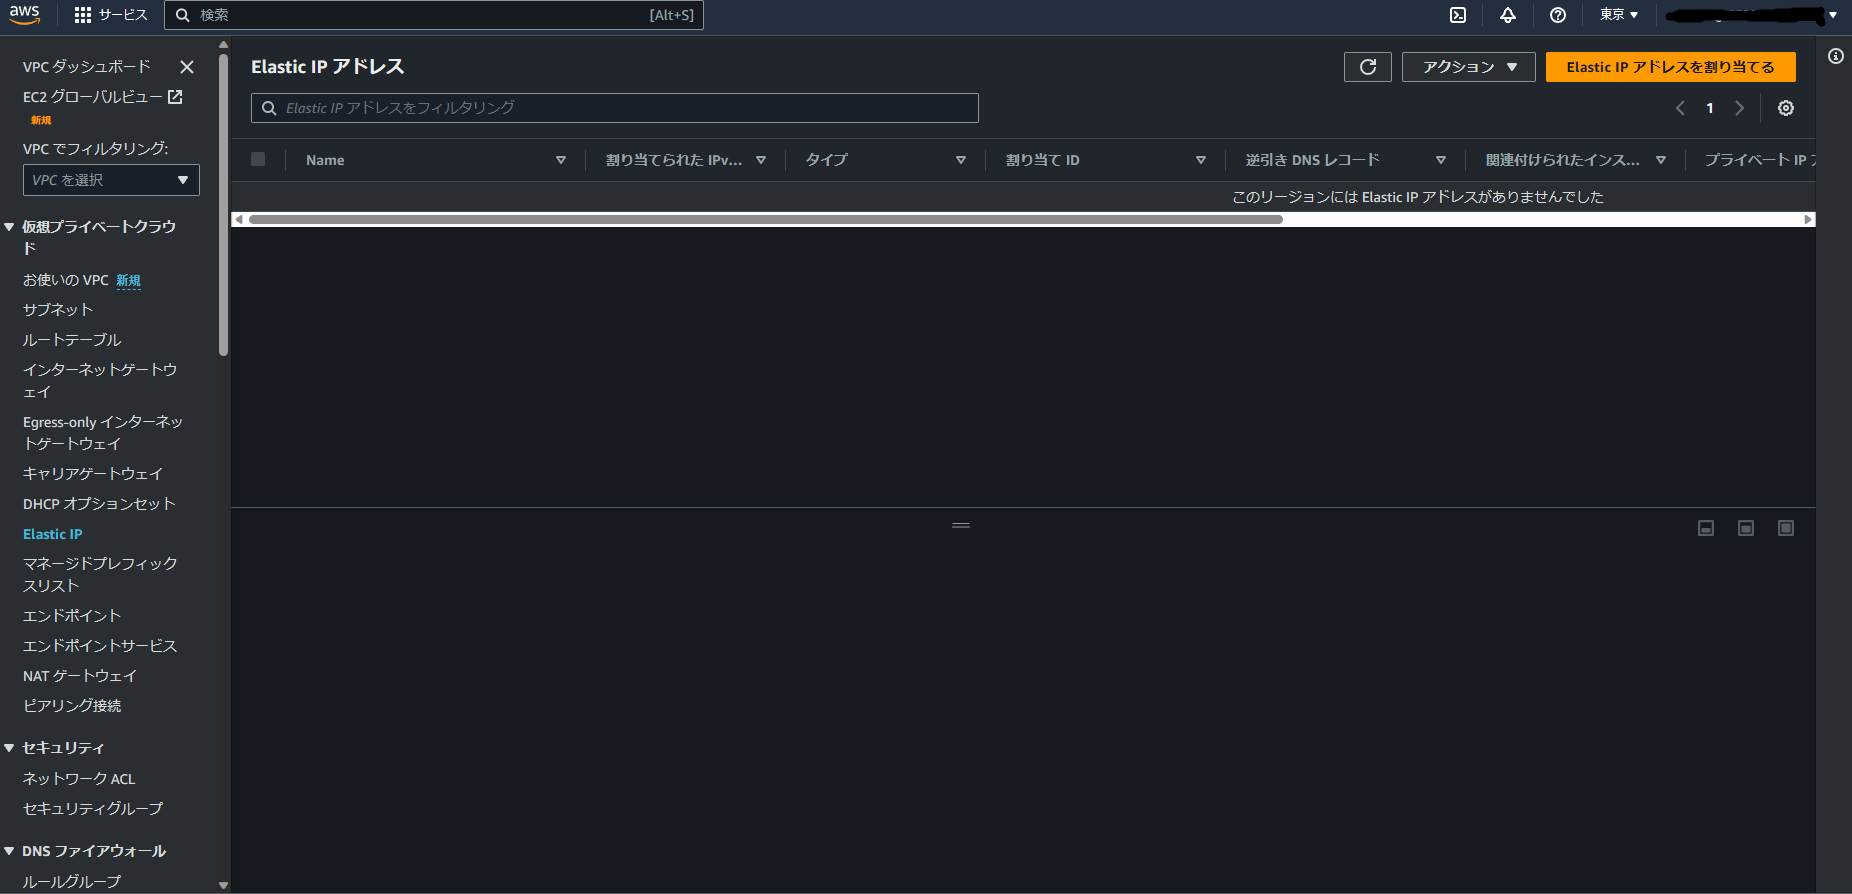 aws
サービス
検索
[Alt+S]
東京
VPC ダッシュボード
EC2 グローバルビュー
新規
VPC でフィルタリング:
VPC を選択
仮想プライベートクラウ
ド
お使いの VPC 新規
サブネット
ルートテーブル
インターネットゲートウ
ェイ
Egress-only インターネッ
トゲートウェイ
キャリアゲートウェイ
DHCP オプションセット
Elastic IP
マネージドプレフィック
スリスト
エンドポイント
エンドポイントサービス
NAT ゲートウェイ
ピアリング接続
セキュリティ
ネットワーク ACL
セキュリティグループ
DNS ファイアウォール
ルールグループ
Elastic IP アドレス
アクション
Elastic IP アドレスを割り当てる
Elastic IP アドレスをフィルタリング
1
Name
割り当てられた IPv...
タイプ
割り当て ID
逆引き DNS レコード
関連付けられたインス...
プライベート IP
このリージョンには Elastic IP アドレスがありませんでした